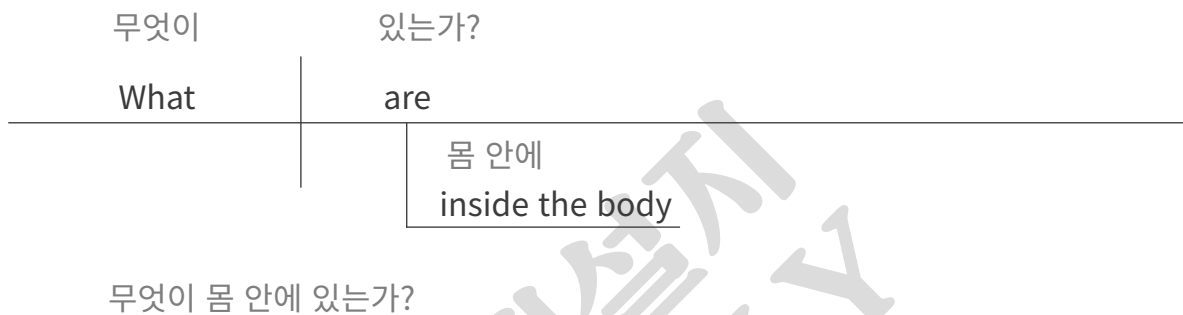 무엇이 있는가?
What are
몸 안에
inside the body
무엇이 몸 안에 있는가?